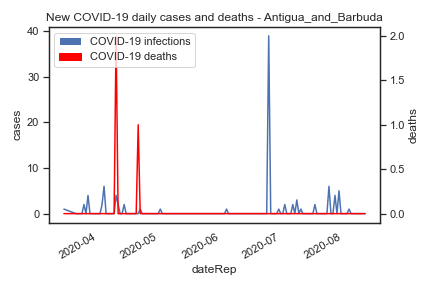 New COVID-19 daily cases and deaths - Antigua_and_Barbuda
COVID-19 infections
COVID-19 deaths
40
30
20
10
0
cases
2.0
1.5
1.0
0.5
0.0
deaths
2020-04
2020-05
2020-06
2020-07
2020-08
dateRep